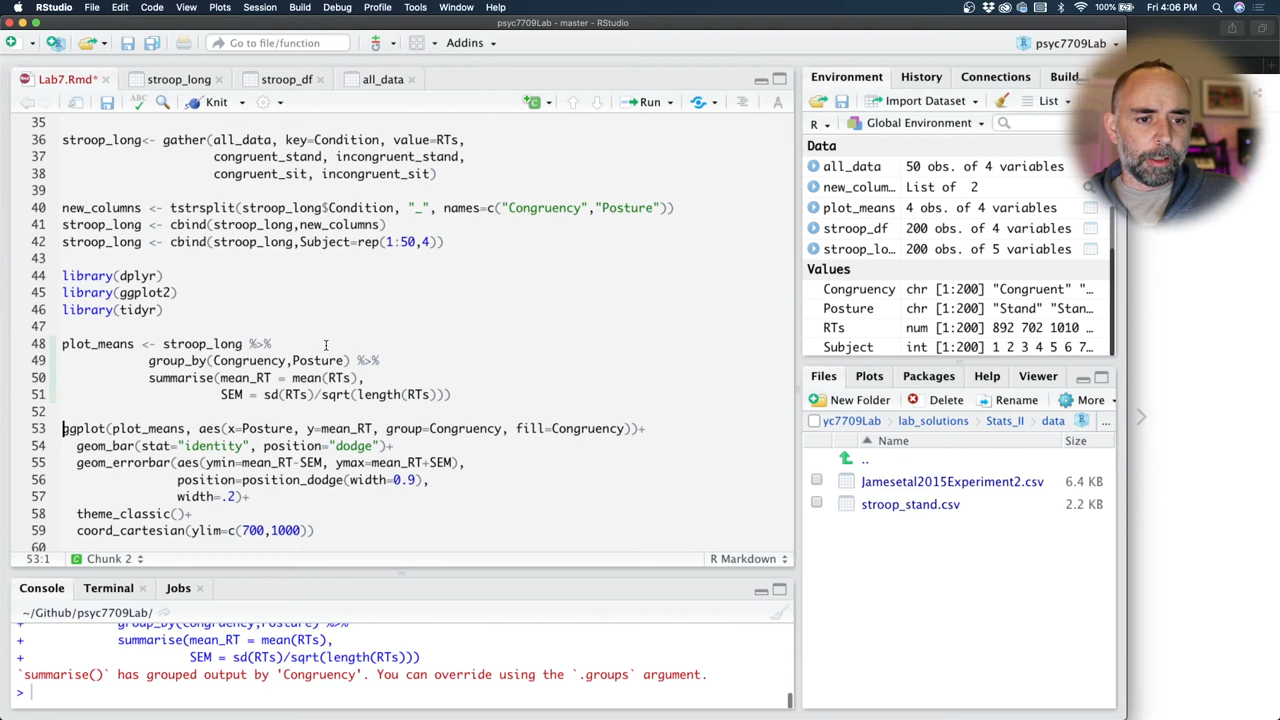 RStudio File Edit Code View Plots Session Build Debug Profile Tools Window Help 100% Fri 4:06 PM
psyc7709Lab - master - RStudio
Go to file/function Addins psyc7709Lab
Lab7.Rmd* stroop_long stroop_df all_data
ABC Knit Run
35
36 stroop_long<- gather(all_data, key=Condition, value=RTs,
37 congruent_stand, incongruent_stand,
38 congruent_sit, incongruent_sit)
39
40 new_columns <- tstrsplit(stroop_long$Condition, "_", names=c("Congruency","Posture"))
41 stroop_long <- cbind(stroop_long,new_columns)
42 stroop_long <- cbind(stroop_long,Subject=rep(1:50,4))
43
44 library(dplyr)
45 library(ggplot2)
46 library(tidyr)
47
48 plot_means <- stroop_long %>%
49 group_by(Congruency,Posture) %>%
50 summarise(mean_RT = mean(RTs),
51 SEM = sd(RTs)/sqrt(length(RTs)))
52
53 ggplot(plot_means, aes(x=Posture, y=mean_RT, group=Congruency, fill=Congruency))+
54 geom_bar(stat="identity", position="dodge")+
55 geom_errorbar(aes(ymin=mean_RT-SEM, ymax=mean_RT+SEM),
56 position=position_dodge(width=0.9),
57 width=.2)+
58 theme_classic()+
59 coord_cartesian(ylim=c(700,1000))
60
53:1 Chunk 2 R Markdown
Console Terminal Jobs
~/Github/psyc7709Lab/
+ group_by(Congruency,Posture) %>%
+ summarise(mean_RT = mean(RTs),
+ SEM = sd(RTs)/sqrt(length(RTs)))
`summarise()` has grouped output by 'Congruency'. You can override using the `.groups` argument.
>
Environment History Connections Build
Import Dataset List
R Global Environment
Data
all_data 50 obs. of 4 variables
new_colum… List of 2
plot_means 4 obs. of 4 variables
stroop_df 200 obs. of 4 variables
stroop_lo… 200 obs. of 5 variables
Values
Congruency chr [1:200] "Congruent" "…
Posture chr [1:200] "Stand" "Stan…
RTs num [1:200] 892 702 1010 …
Subject int [1:200] 1 2 3 4 5 6 7…
Files Plots Packages Help Viewer
New Folder Delete Rename More
yc7709Lab Stats_II data ...
Name Size
..
Jamesetal2015Experiment2.csv 6.4 KB
stroop_stand.csv 2.2 KB